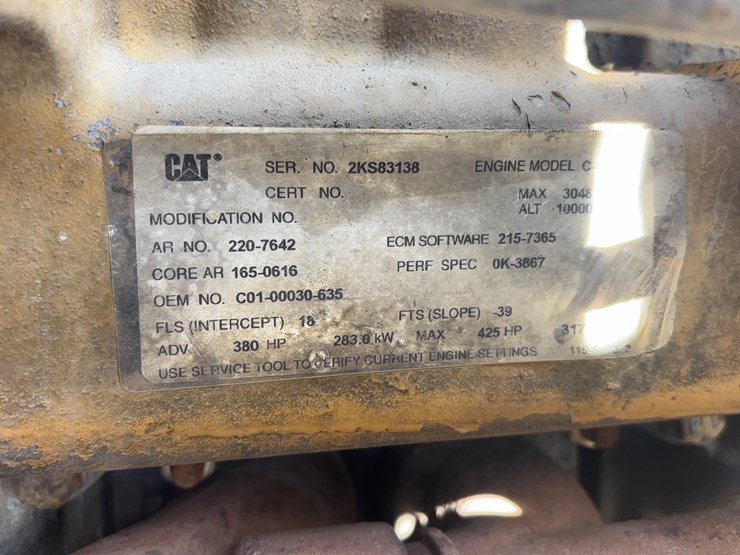 CAT® SER. NO. 2KS83138 ENGINE MODEL C-
CERT NO. MAX 3048
MODIFICATION NO. ALT 10000
AR NO. 220-7642 ECM SOFTWARE 215-7365
CORE AR 165-0616 PERF SPEC 0K-3867
OEM NO. C01-00030-635
FLS (INTERCEPT) 18 FTS (SLOPE) -39
ADV. 380 HP 283.0 kW MAX 425 HP 317
USE SERVICE TOOL TO VERIFY CURRENT ENGINE SETTINGS